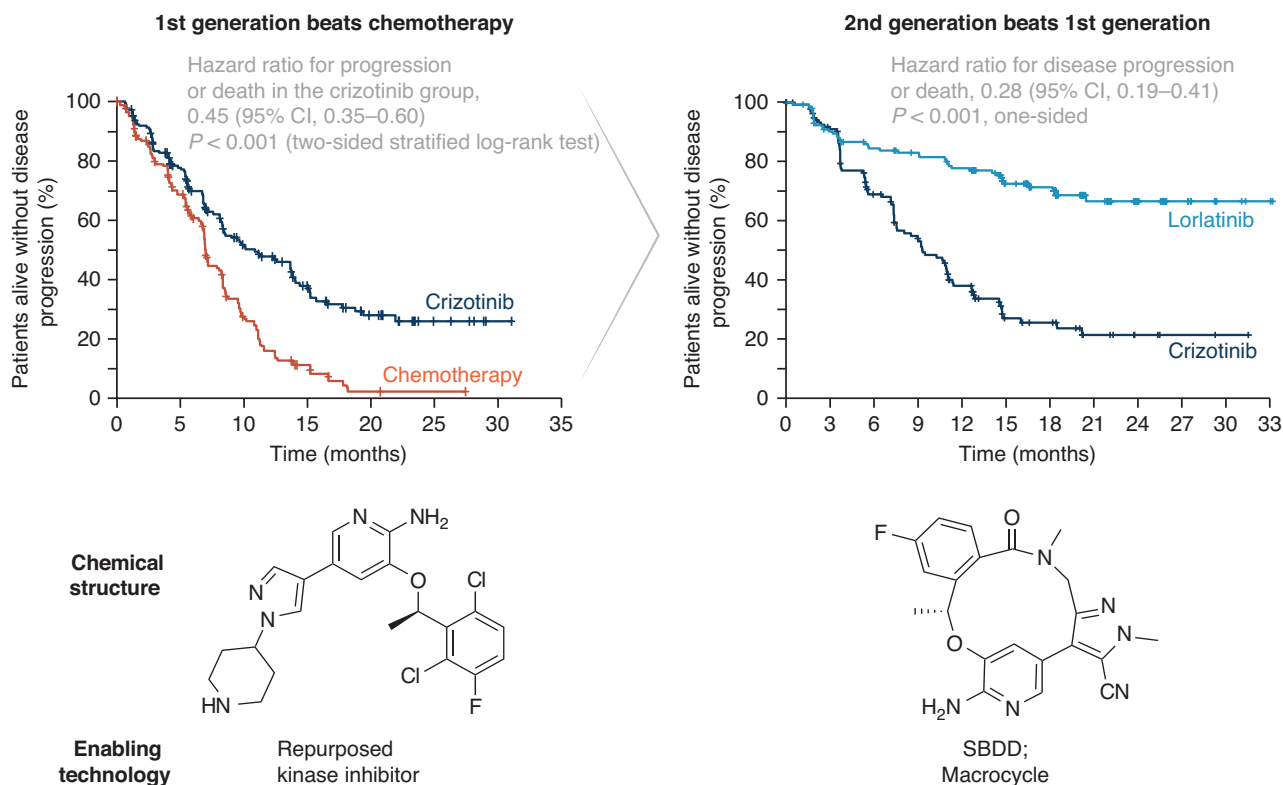 1st generation beats chemotherapy
Hazard ratio for progression
or death in the crizotinib group,
0.45 (95% CI, 0.35–0.60)
P < 0.001 (two-sided stratified log-rank test)
Patients alive without disease
progression (%)
100
80
60
40
20
0
Crizotinib
Chemotherapy
0 5 10 15 20 25 30 35
Time (months)
2nd generation beats 1st generation
Hazard ratio for disease progression
or death, 0.28 (95% CI, 0.19–0.41)
P < 0.001, one-sided
Patients alive without disease
progression (%)
100
80
60
40
20
0
Lorlatinib
Crizotinib
0 3 6 9 12 15 18 21 24 27 30 33
Time (months)
Chemical
structure
N
NH2
N
N
O
Cl
Cl
HN
F
O
F
N
N
N
O
CN
H2N
N
Enabling
technology
Repurposed
kinase inhibitor
SBDD;
Macrocycle